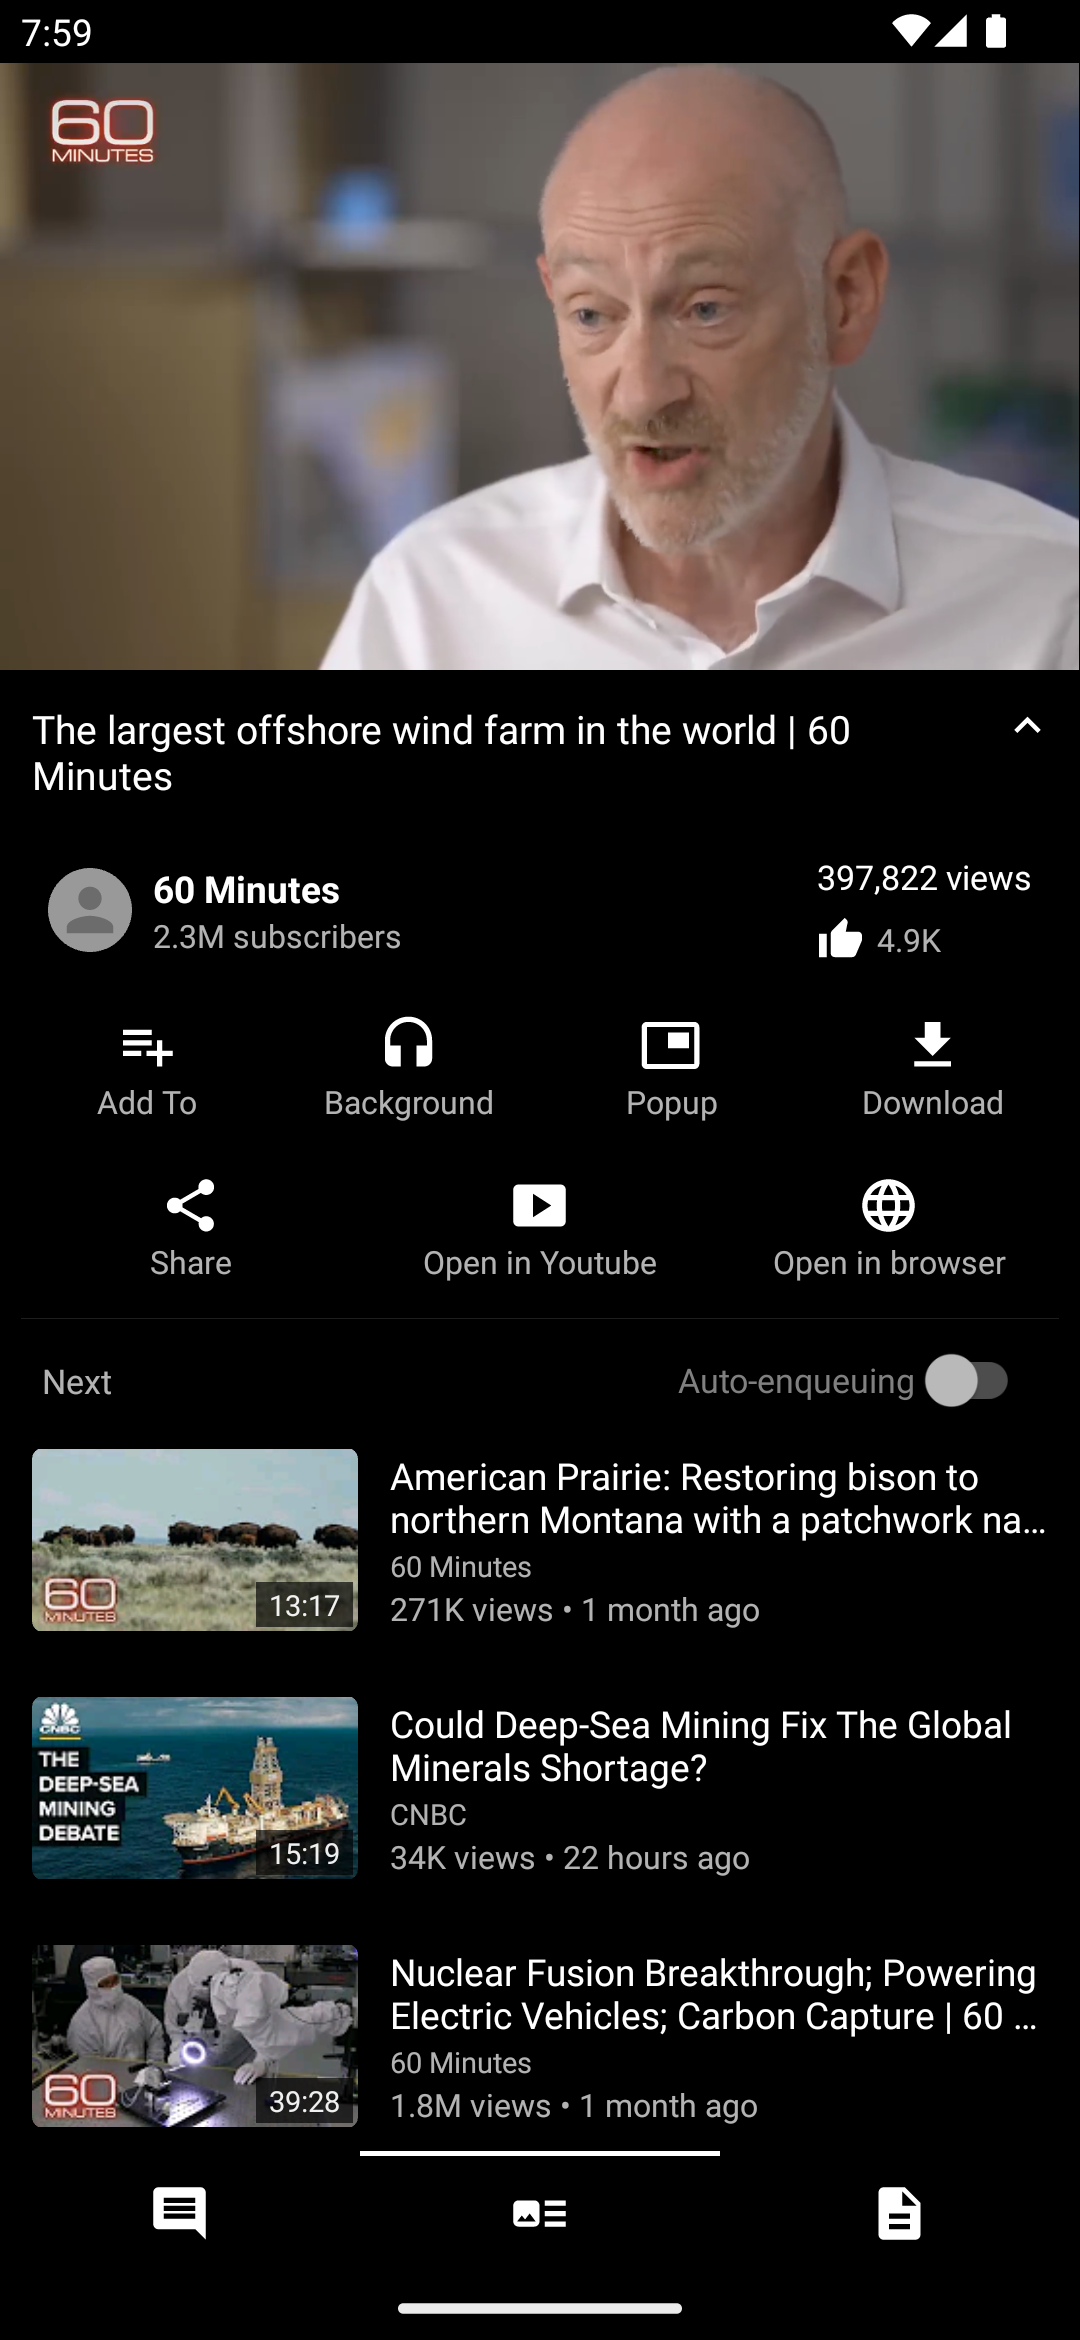 7:59
60
MINUTES
The largest offshore wind farm in the world | 60
Minutes
60 Minutes
2.3M subscribers
397,822 views
4.9K
Add To
Background
Popup
Download
Share
Open in Youtube
Open in browser
Next
Auto-enqueuing
60
MINUTES
13:17
American Prairie: Restoring bison to
northern Montana with a patchwork na…
60 Minutes
271K views • 1 month ago
CNBC
THE
DEEP-SEA
MINING
DEBATE
15:19
Could Deep-Sea Mining Fix The Global
Minerals Shortage?
CNBC
34K views • 22 hours ago
60
MINUTES
39:28
Nuclear Fusion Breakthrough; Powering
Electric Vehicles; Carbon Capture | 60 …
60 Minutes
1.8M views • 1 month ago